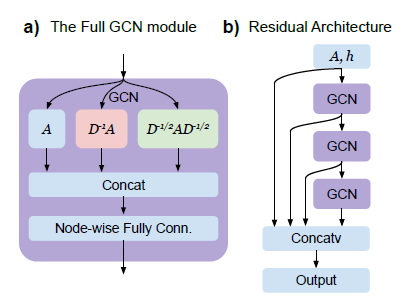 a) The Full GCN module
GCN
A
D⁻¹A
D⁻¹/²AD⁻¹/²
Concat
Node-wise Fully Conn.
b) Residual Architecture
A, h
GCN
GCN
GCN
Concatv
Output